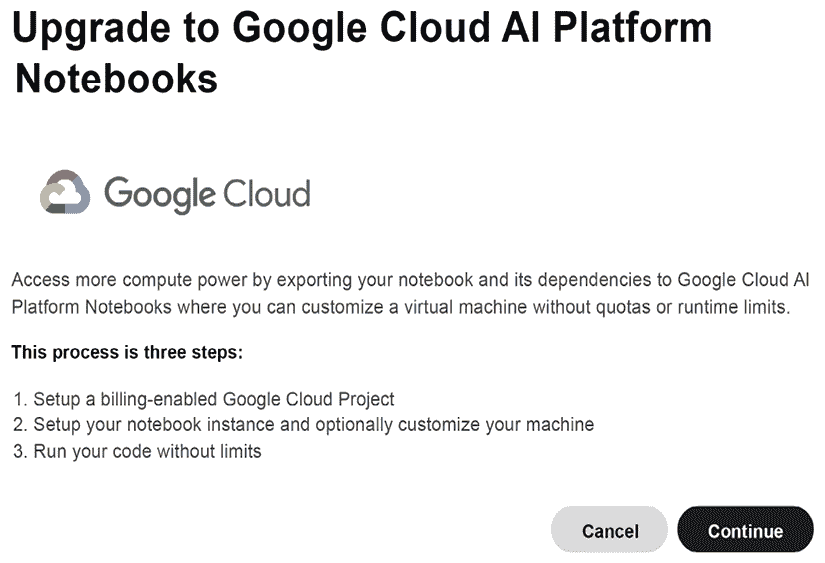 Upgrade to Google Cloud AI Platform
Notebooks
Google Cloud
Access more compute power by exporting your notebook and its dependencies to Google Cloud AI
Platform Notebooks where you can customize a virtual machine without quotas or runtime limits.
This process is three steps:
1. Setup a billing-enabled Google Cloud Project
2. Setup your notebook instance and optionally customize your machine
3. Run your code without limits
Cancel Continue